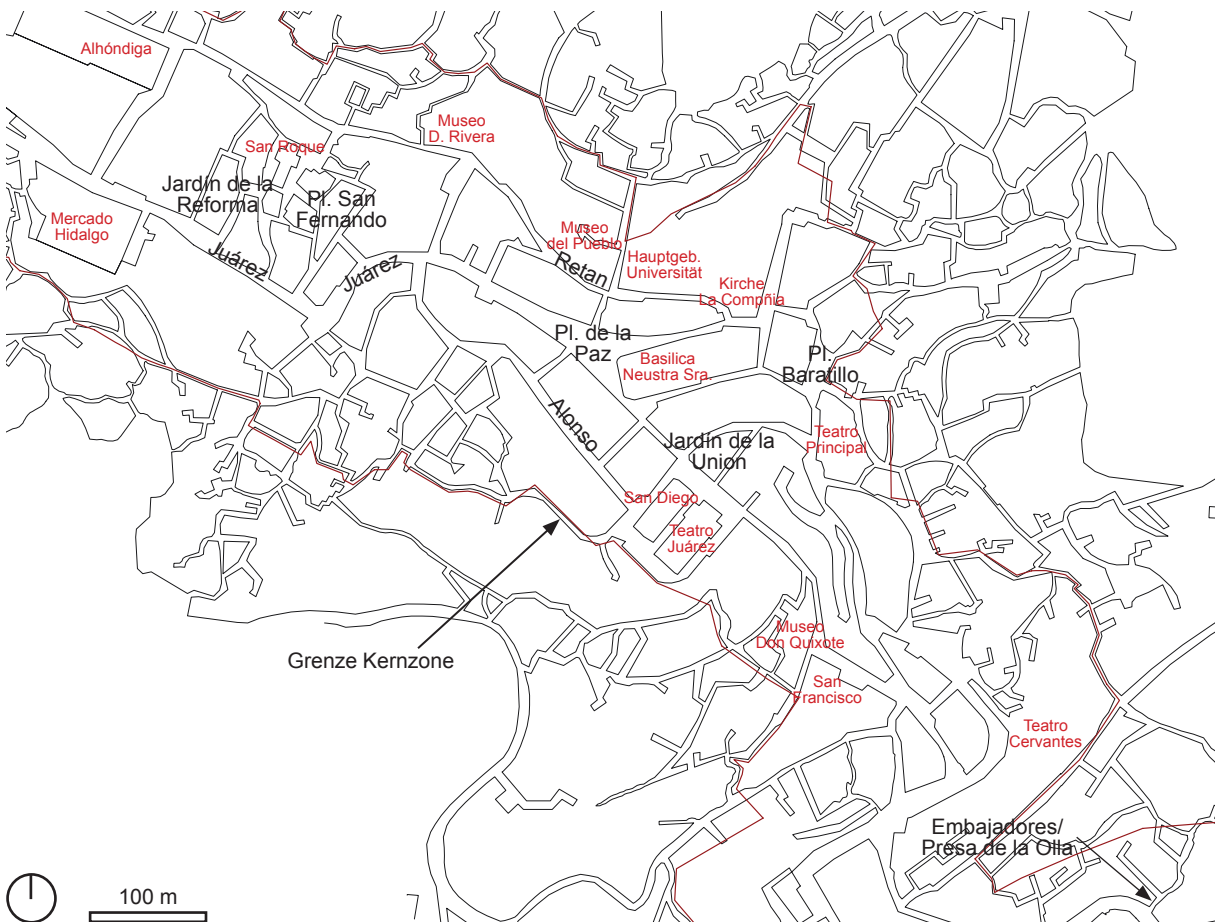 Alhóndiga
Museo
D. Rivera
San Roque
Jardín de la
Reforma
Pl. San
Fernando
Mercado
Hidalgo
Juárez
Juárez
Museo
del Pueblo
Retan
Hauptgeb.
Universität
Kirche
La Compñia
Pl. de la
Paz
Basilica
Neustra Sra.
Pl.
Baratillo
Alonso
Jardín de la
Union
Teatro
Principal
San Diego
Teatro
Juárez
Museo
Don Quixote
Grenze Kernzone
San
Francisco
Teatro
Cervantes
Embajadores/
Presa de la Olla
100 m